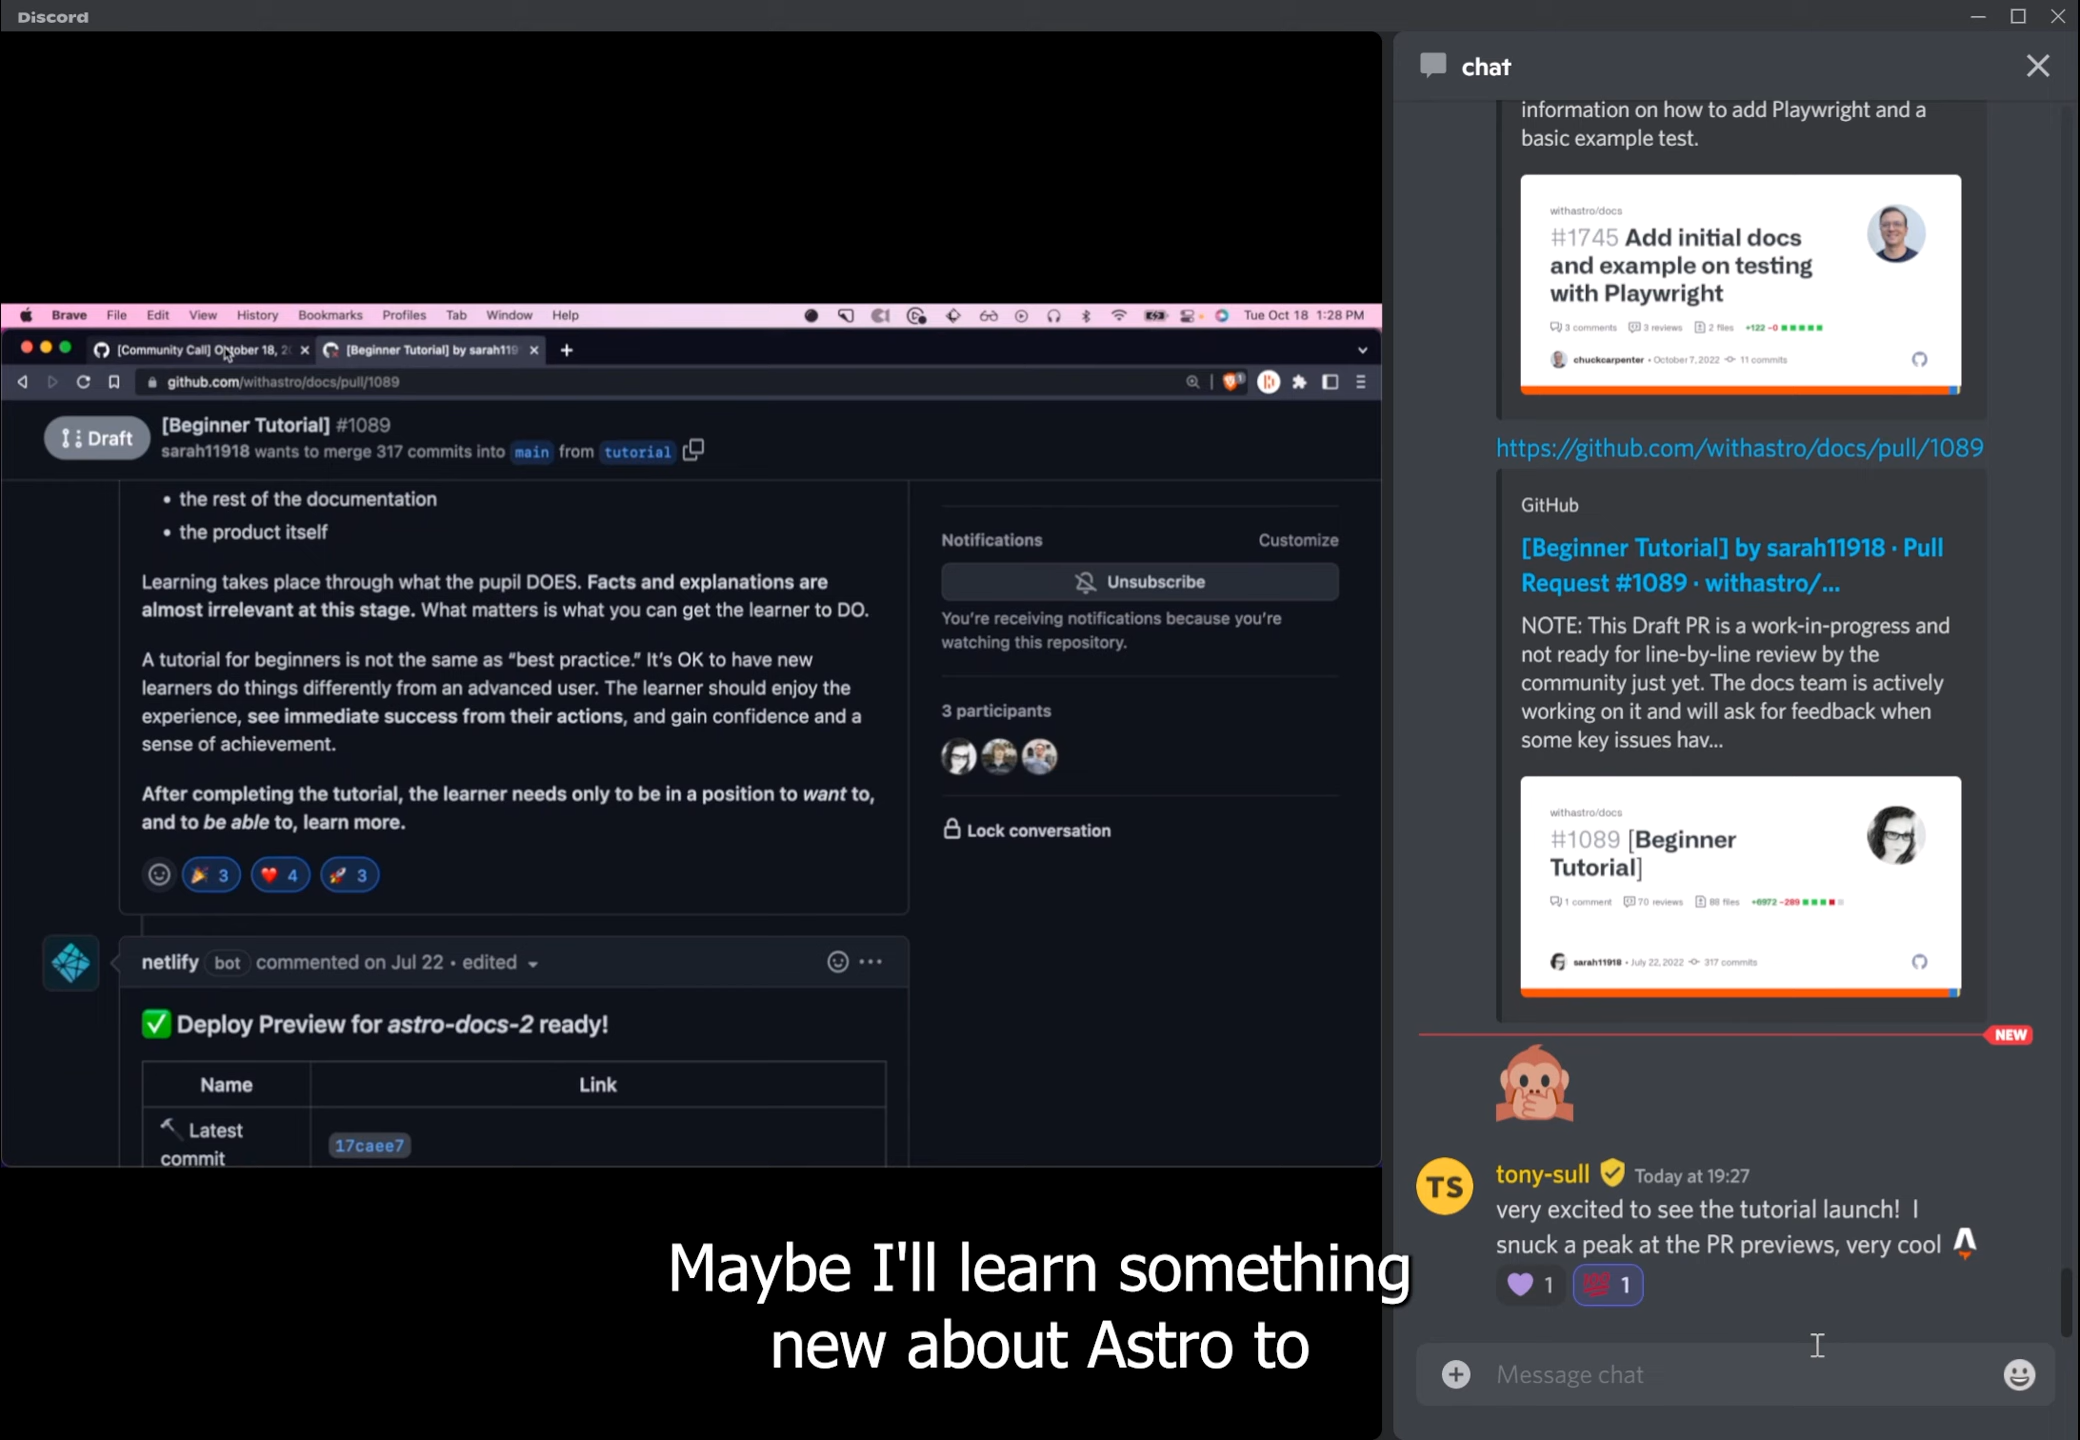 Discord
chat
information on how to add Playwright and a
basic example test.
withastro/docs
#1745 Add initial docs
and example on testing
with Playwright
3 comments 3 reviews 2 files +122 -0
chuckcarpenter • October 7, 2022 11 commits
https://github.com/withastro/docs/pull/1089
GitHub
[Beginner Tutorial] by sarah11918 · Pull
Request #1089 · withastro/...
NOTE: This Draft PR is a work-in-progress and
not ready for line-by-line review by the
community just yet. The docs team is actively
working on it and will ask for feedback when
some key issues hav...
withastro/docs
#1089 [Beginner
Tutorial]
1 comment 70 reviews 88 files +6972 -289
sarah11918 • July 22, 2022 317 commits
NEW
TS
tony-sull Today at 19:27
very excited to see the tutorial launch! I
snuck a peak at the PR previews, very cool
1 100 1
Message chat
Brave File Edit View History Bookmarks Profiles Tab Window Help Tue Oct 18 1:28 PM
[Community Call] October 18, 2 [Beginner Tutorial] by sarah119
github.com/withastro/docs/pull/1089
Draft
[Beginner Tutorial] #1089
sarah11918 wants to merge 317 commits into main from tutorial
• the rest of the documentation
• the product itself
Learning takes place through what the pupil DOES. Facts and explanations are
almost irrelevant at this stage. What matters is what you can get the learner to DO.
A tutorial for beginners is not the same as “best practice.” It’s OK to have new
learners do things differently from an advanced user. The learner should enjoy the
experience, see immediate success from their actions, and gain confidence and a
sense of achievement.
After completing the tutorial, the learner needs only to be in a position to want to,
and to be able to, learn more.
3 4 3
netlify bot commented on Jul 22 • edited
Deploy Preview for astro-docs-2 ready!
Name Link
Latest
commit
17caee7
Notifications Customize
Unsubscribe
You’re receiving notifications because you’re
watching this repository.
3 participants
Lock conversation
Maybe I'll learn something
new about Astro to